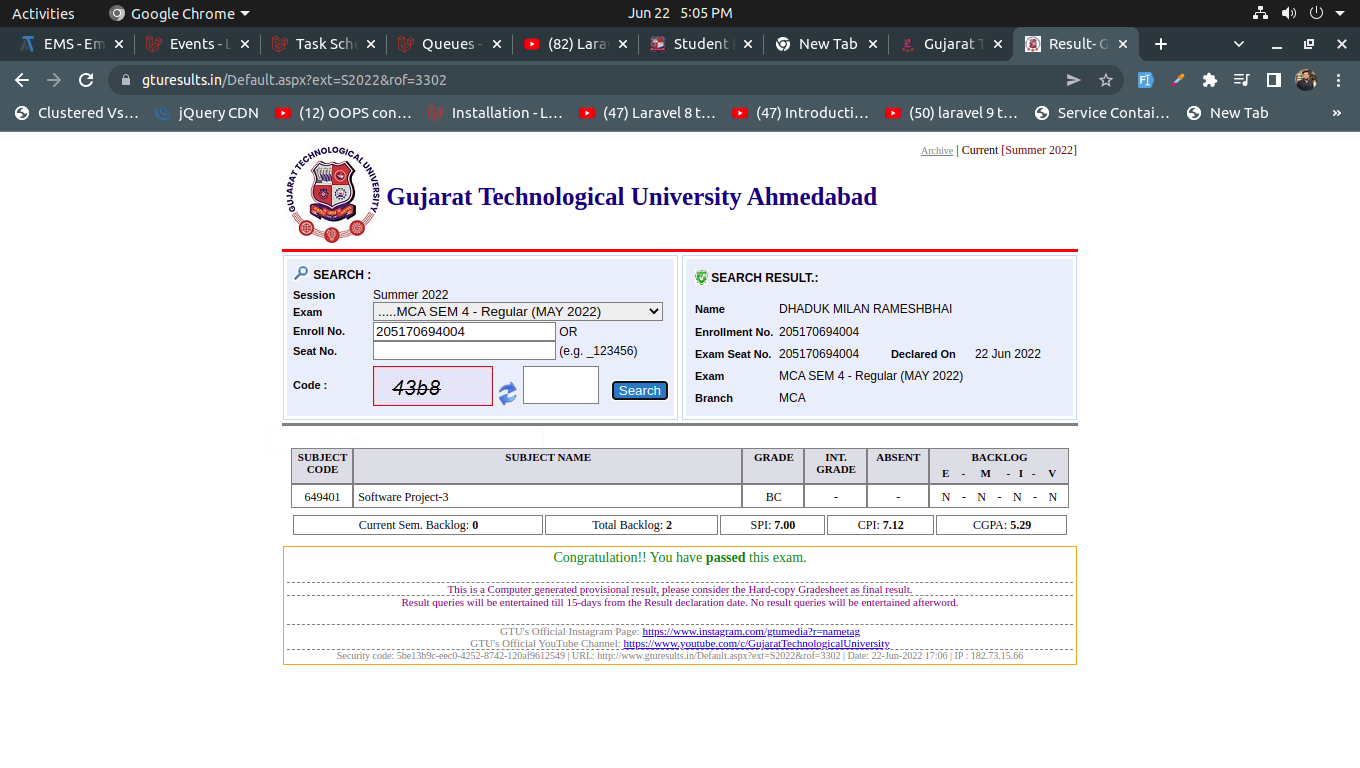 Activities Google Chrome Jun 22 5:05 PM
EMS - Em Events - L Task Sche Queues - (82) Larav Student F New Tab Gujarat T Result- G
gturesults.in/Default.aspx?ext=S2022&rof=3302
Clustered Vs… jQuery CDN (12) OOPS con… Installation - L… (47) Laravel 8 t… (47) Introducti… (50) laravel 9 t… Service Contai… New Tab »
Archive | Current [Summer 2022]
GUJARAT TECHNOLOGICAL UNIVERSITY
Gujarat Technological University Ahmedabad
SEARCH :
Session Summer 2022
Exam .....MCA SEM 4 - Regular (MAY 2022)
Enroll No. 205170694004 OR
Seat No. (e.g. _123456)
Code : 43b8 Search
SEARCH RESULT.:
Name DHADUK MILAN RAMESHBHAI
Enrollment No. 205170694004
Exam Seat No. 205170694004 Declared On 22 Jun 2022
Exam MCA SEM 4 - Regular (MAY 2022)
Branch MCA
SUBJECT CODE SUBJECT NAME GRADE INT. GRADE ABSENT BACKLOG
E - M - I - V
649401 Software Project-3 BC - - N - N - N - N
Current Sem. Backlog: 0 Total Backlog: 2 SPI: 7.00 CPI: 7.12 CGPA: 5.29
Congratulation!! You have passed this exam.
This is a Computer generated provisional result, please consider the Hard-copy Gradesheet as final result.
Result queries will be entertained till 15-days from the Result declaration date. No result queries will be entertained afterword.
GTU's Official Instagram Page: https://www.instagram.com/gtumedia?r=nametag
GTU's Official YouTube Channel: https://www.youtube.com/c/GujaratTechnologicalUniversity
Security code: 5be13b9c-eec0-4252-8742-120af9612549 | URL: http://www.gturesults.in/Default.aspx?ext=S2022&rof=3302 | Date: 22-Jun-2022 17:06 | IP : 182.73.15.66